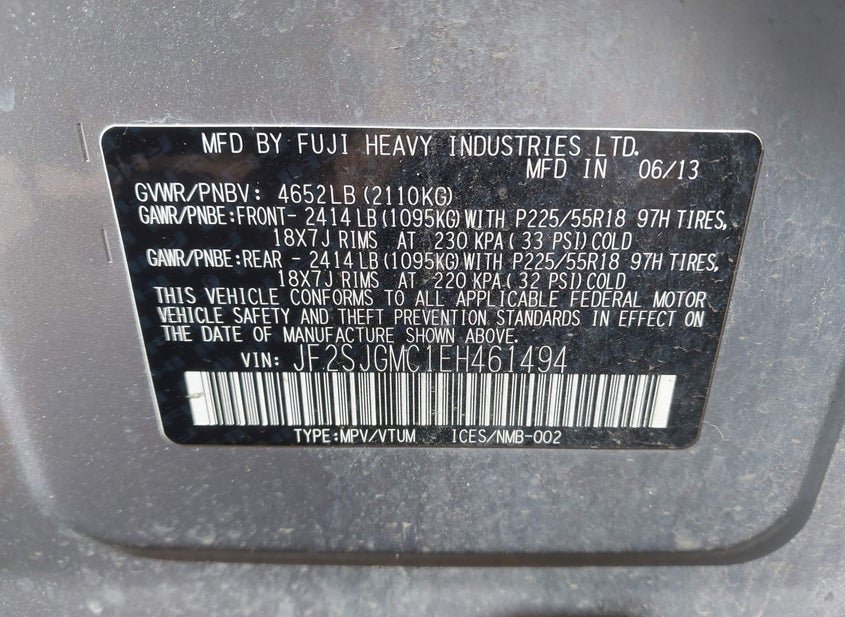 MFD BY FUJI HEAVY INDUSTRIES LTD.
MFD IN 06/13
GVWR/PNBV: 4652LB (2110KG)
GAWR/PNBE:FRONT- 2414 LB (1095KG) WITH P225/55R18 97H TIRES,
18X7J RIMS AT 230 KPA( 33 PSI) COLD
GAWR/PNBE:REAR - 2414 LB (1095KG) WITH P225/55R18 97H TIRES,
18X7J RIMS AT 220 KPA( 32 PSI) COLD
THIS VEHICLE CONFORMS TO ALL APPLICABLE FEDERAL MOTOR
VEHICLE SAFETY AND THEFT PREVENTION STANDARDS IN EFFECT ON
THE DATE OF MANUFACTURE SHOWN ABOVE.
VIN: JF2SJGMC1EH461494
TYPE:MPV/VTUM ICES/NMB-002